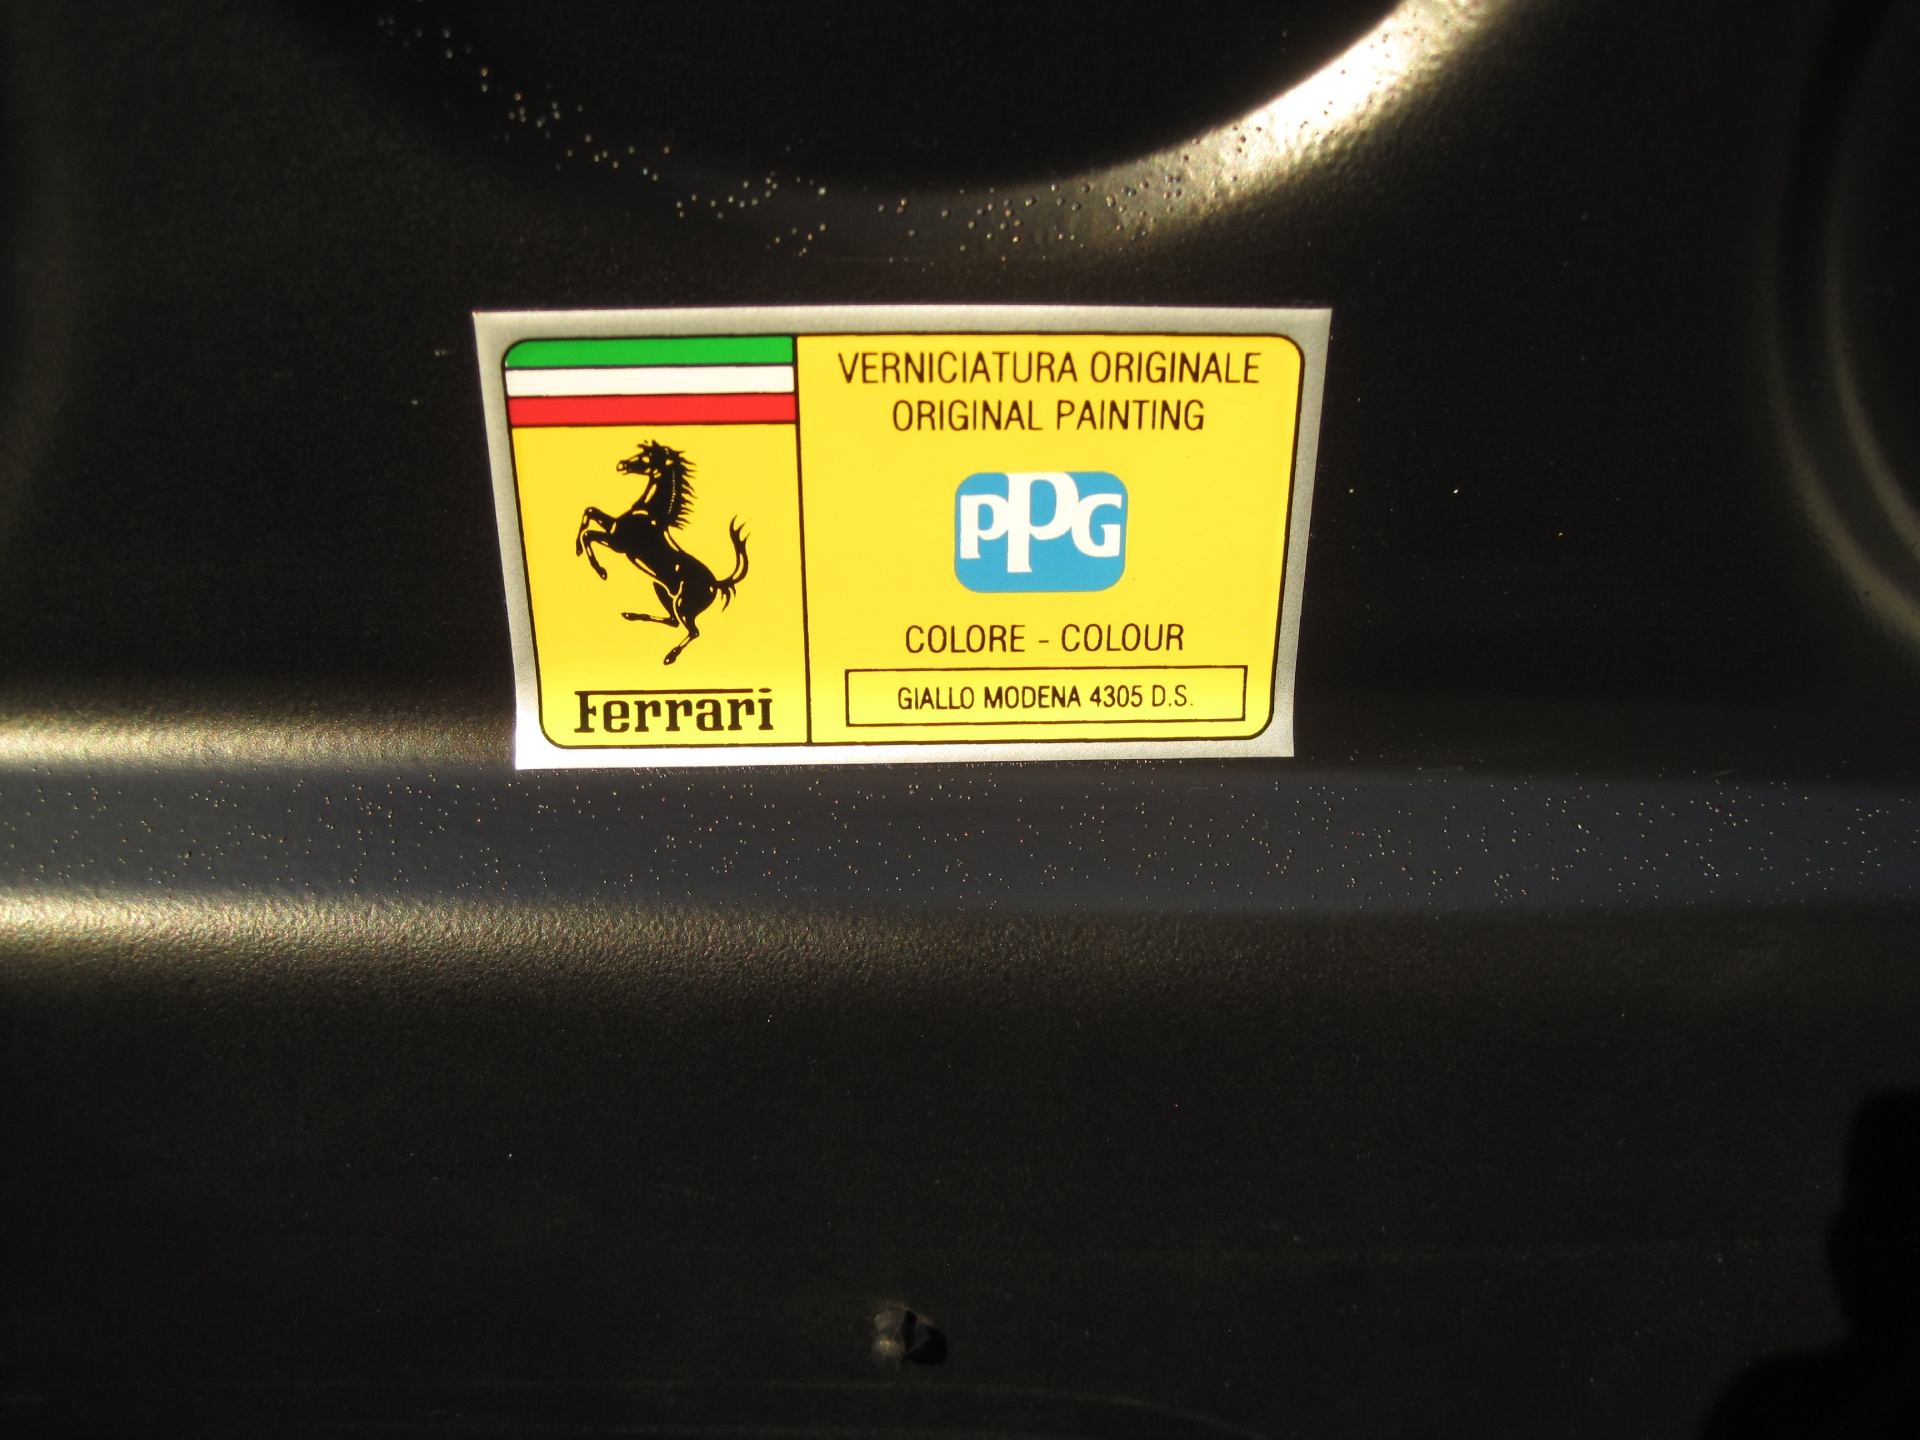 Ferrari
VERNICIATURA ORIGINALE
ORIGINAL PAINTING
PPG
COLORE - COLOUR
GIALLO MODENA 4305 D.S.